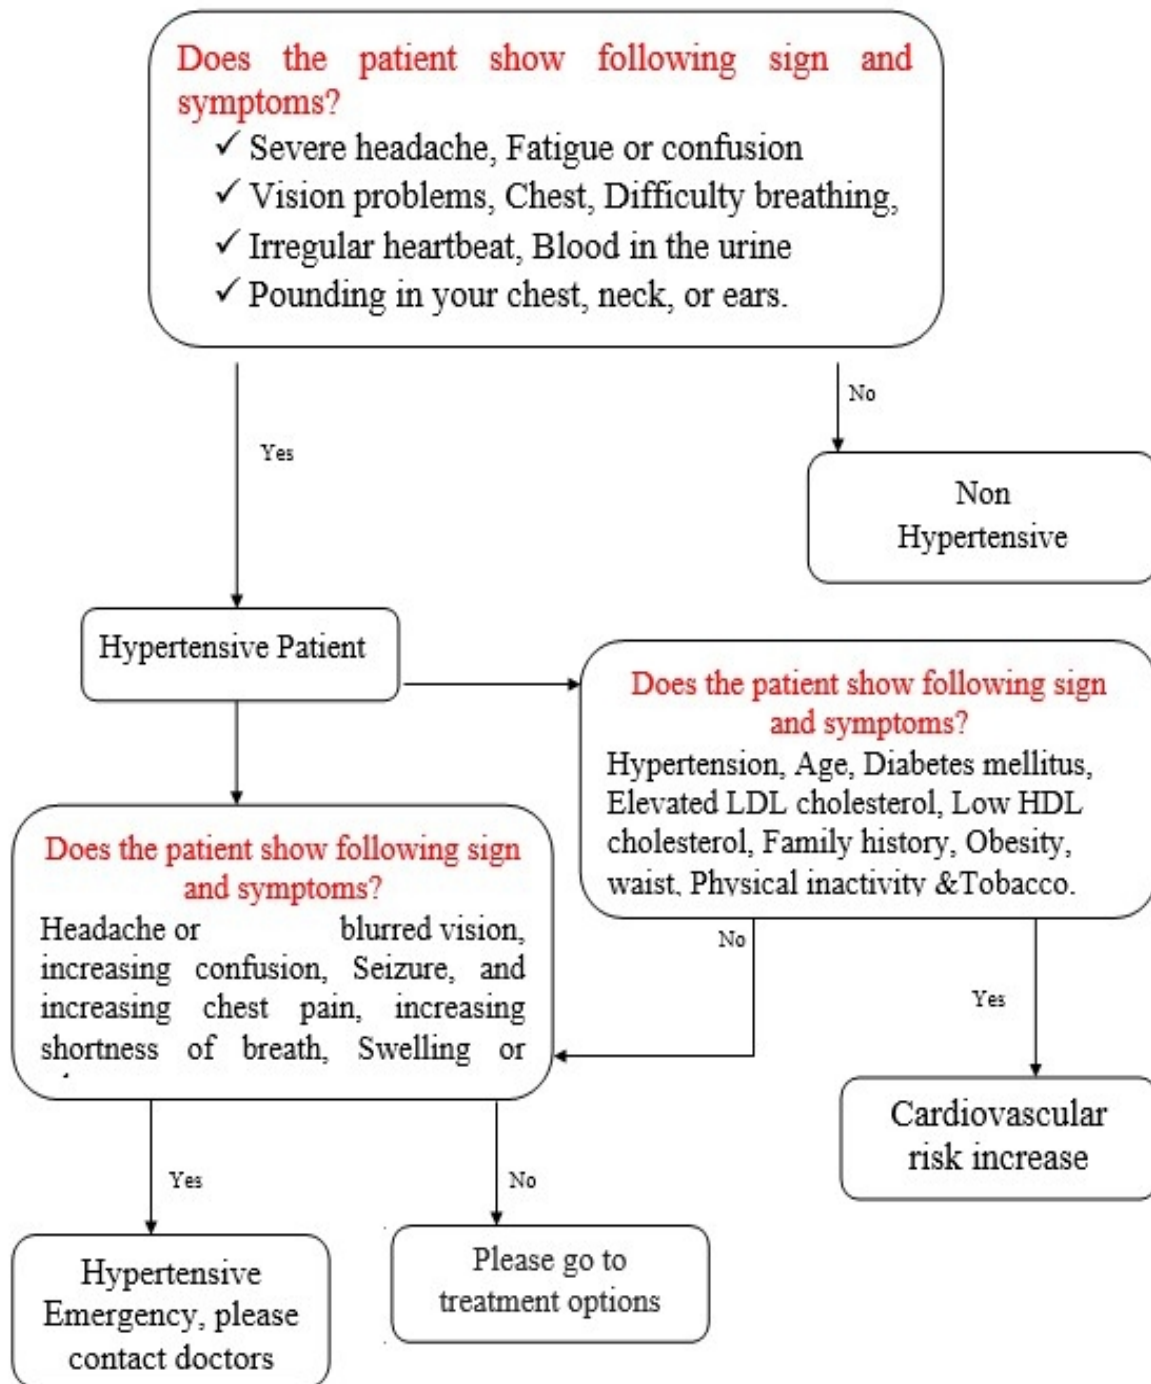 Does the patient show following sign and
symptoms?
✓ Severe headache, Fatigue or confusion
✓ Vision problems, Chest, Difficulty breathing,
✓ Irregular heartbeat, Blood in the urine
✓ Pounding in your chest, neck, or ears.
No
Yes
Non
Hypertensive
Hypertensive Patient
Does the patient show following sign
and symptoms?
Hypertension, Age, Diabetes mellitus,
Elevated LDL cholesterol, Low HDL
cholesterol, Family history, Obesity,
waist, Physical inactivity &Tobacco.
Does the patient show following sign
and symptoms?
Headache or blurred vision,
increasing confusion, Seizure, and
increasing chest pain, increasing
shortness of breath, Swelling or
No
Yes
Cardiovascular
risk increase
Yes
No
Hypertensive
Emergency, please
contact doctors
Please go to
treatment options